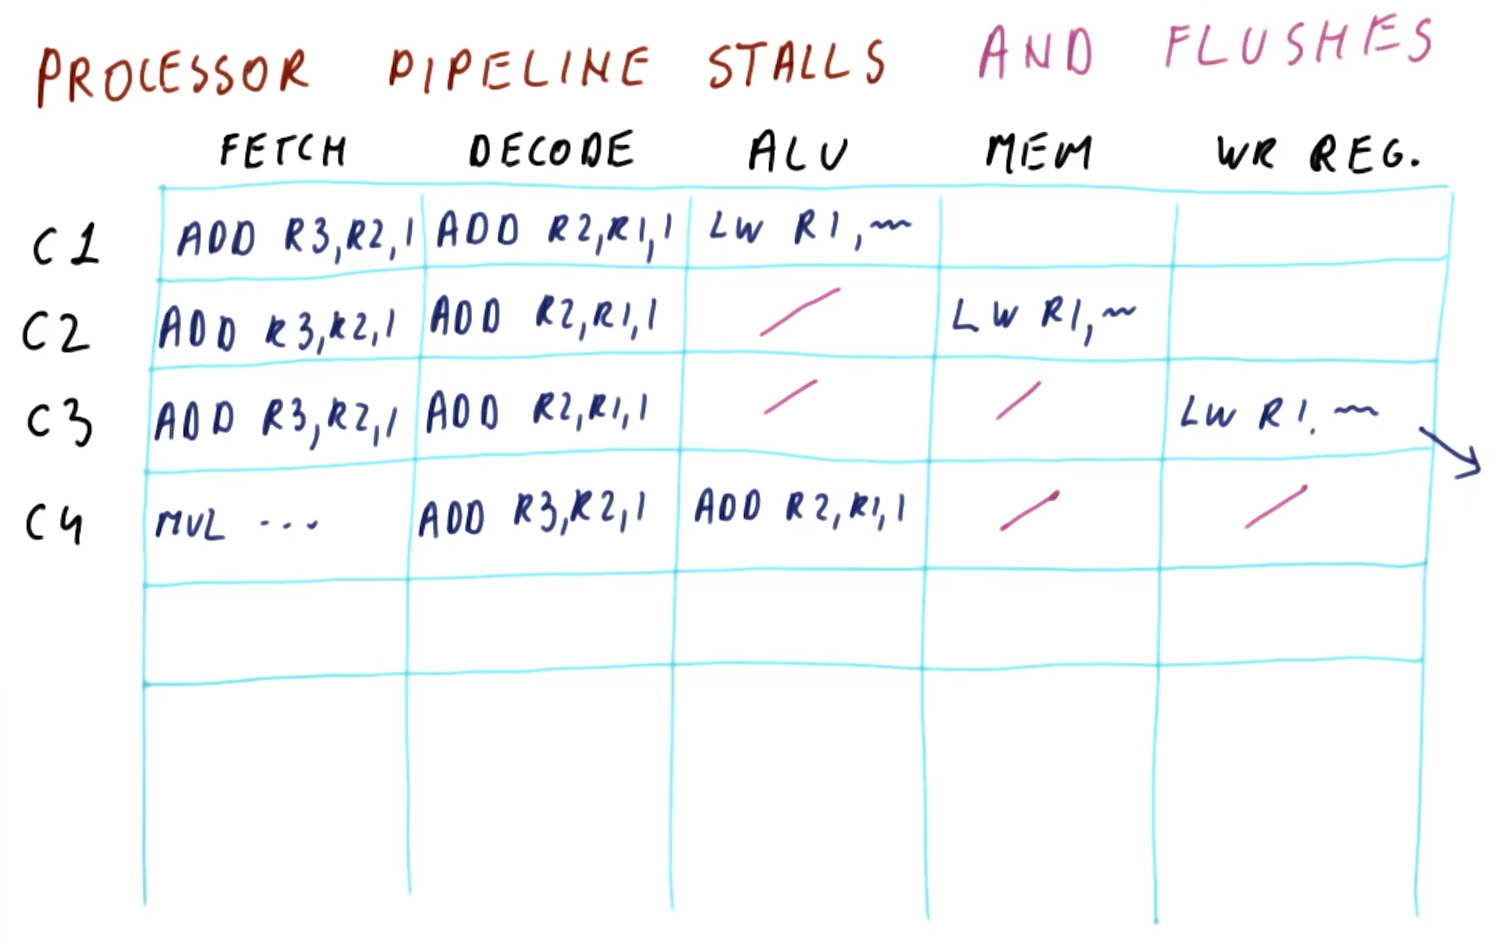 PROCESSOR PIPELINE STALLS AND FLUSHES
FETCH DECODE ALU MEM WR REG.
C1 ADD R3,R2,1 ADD R2,R1,1 LW R1,~
C2 ADD R3,R2,1 ADD R2,R1,1 / LW R1,~
C3 ADD R3,R2,1 ADD R2,R1,1 / / LW R1,~
C4 MUL ... ADD R3,R2,1 ADD R2,R1,1 / /